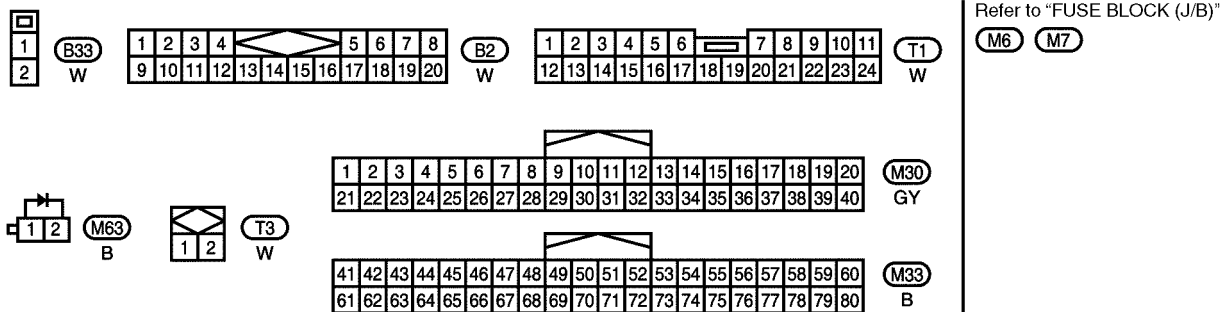 1
2
B33
W
1 2 3 4 5 6 7 8
9 10 11 12 13 14 15 16 17 18 19 20
B2
W
1 2 3 4 5 6 7 8 9 10 11
12 13 14 15 16 17 18 19 20 21 22 23 24
T1
W
Refer to "FUSE BLOCK (J/B)"
M6 M7
1 2
M63
B
1 2
T3
W
1 2 3 4 5 6 7 8 9 10 11 12 13 14 15 16 17 18 19 20
21 22 23 24 25 26 27 28 29 30 31 32 33 34 35 36 37 38 39 40
M30
GY
41 42 43 44 45 46 47 48 49 50 51 52 53 54 55 56 57 58 59 60
61 62 63 64 65 66 67 68 69 70 71 72 73 74 75 76 77 78 79 80
M33
B